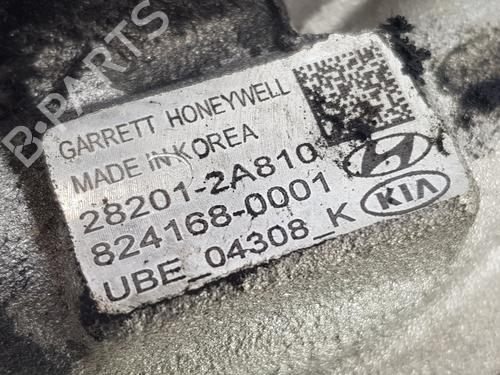 B-PARTS
GARRETT HONEYWELL
MADE IN KOREA
28201-2A810
824168-0001
UBE_04308_K
KIA